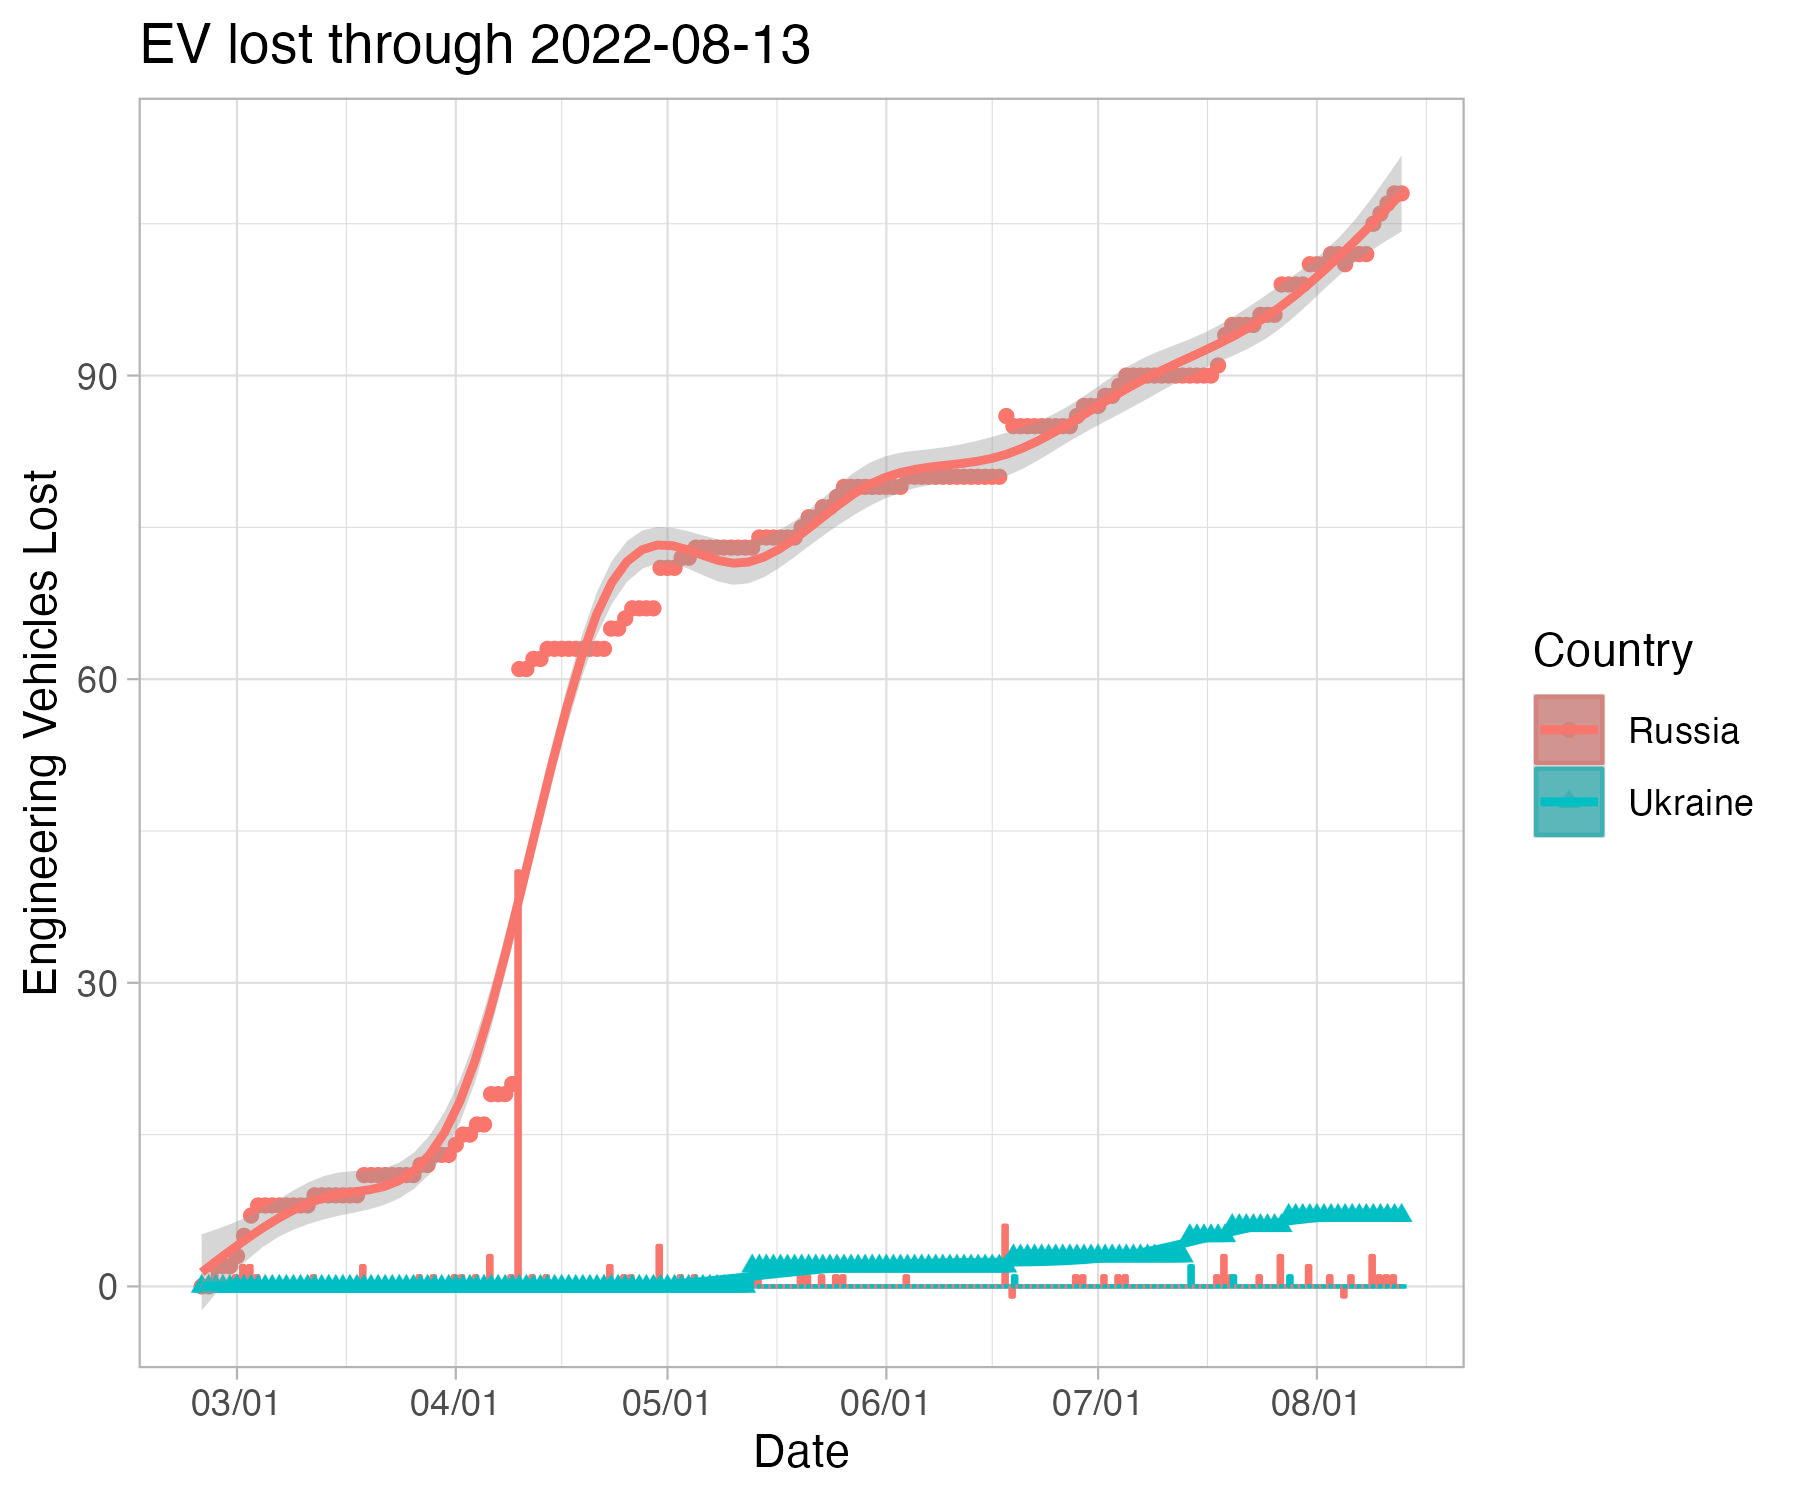 EV lost through 2022-08-13
Engineering Vehicles Lost
90
60
30
0
03/01 04/01 05/01 06/01 07/01 08/01
Date
Country
Russia
Ukraine